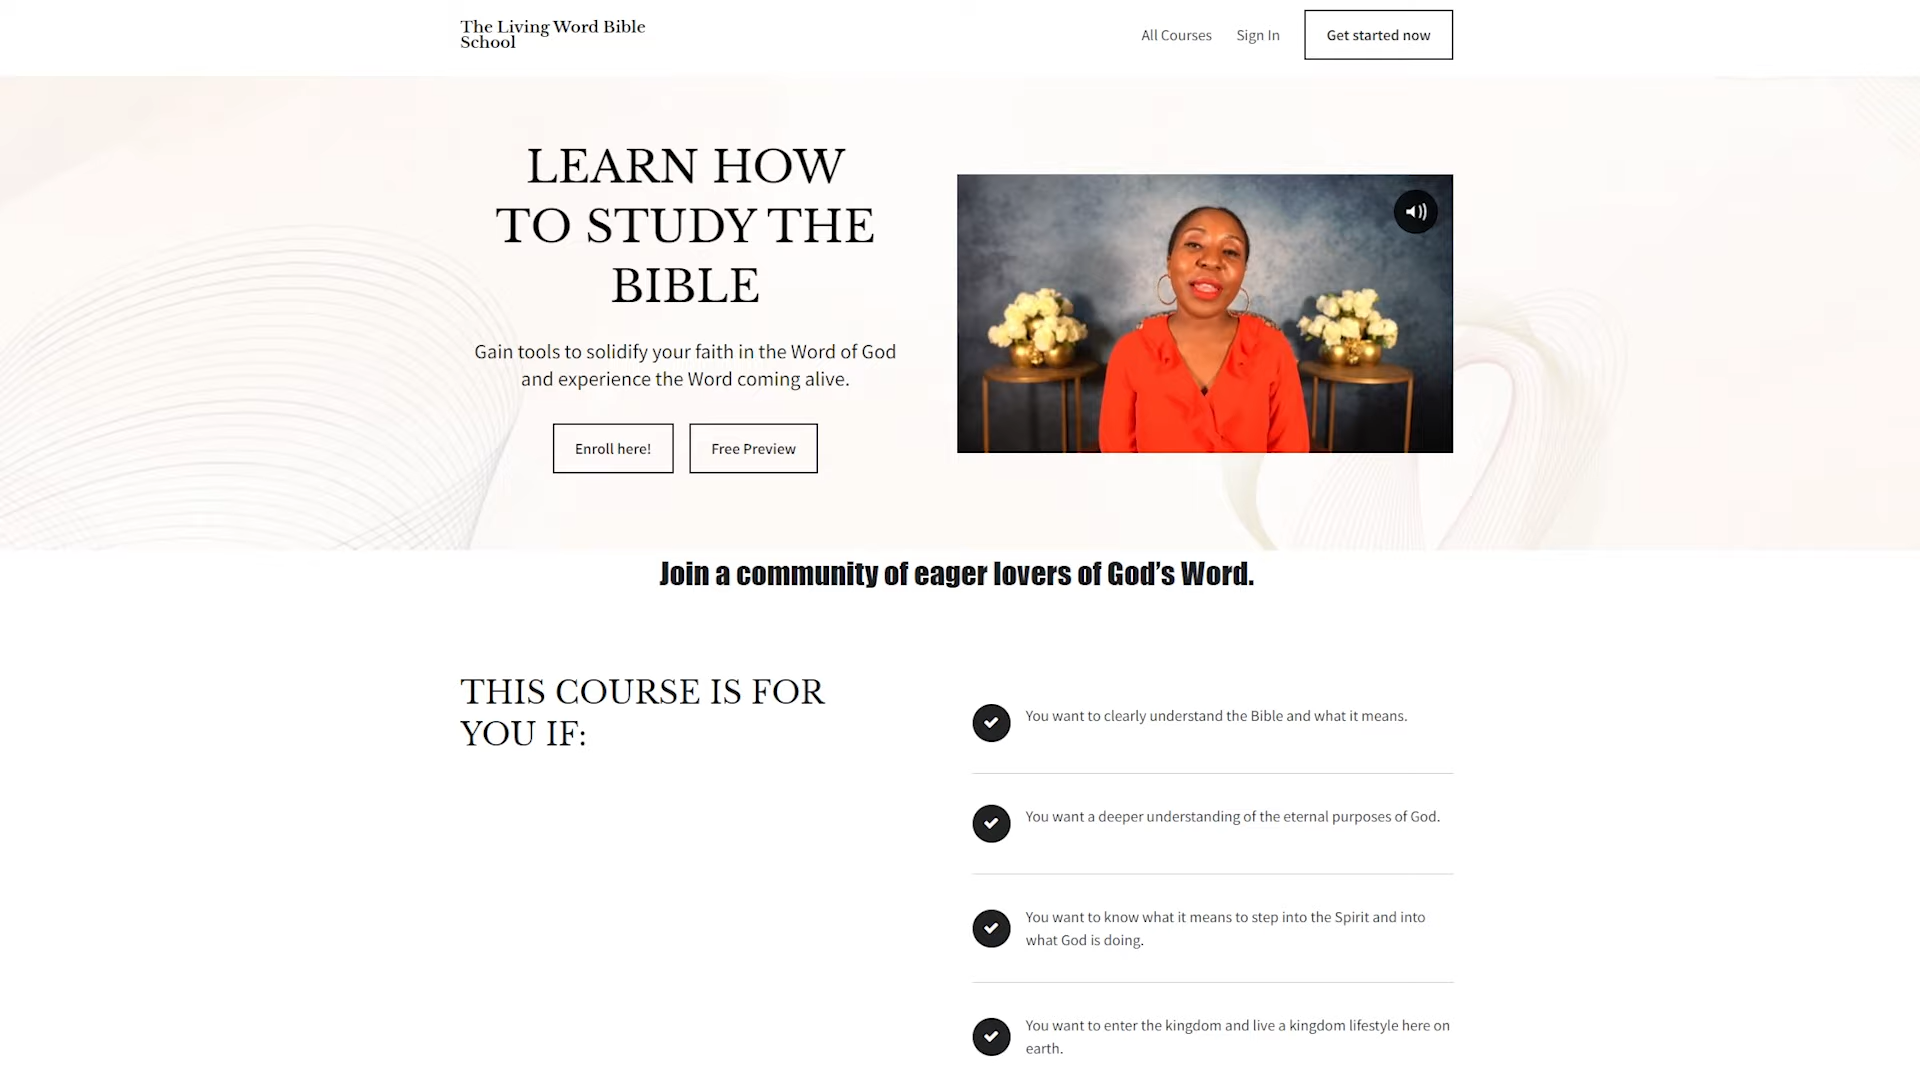 The Living Word Bible
School
All Courses
Sign In
Get started now
LEARN HOW
TO STUDY THE
BIBLE
Gain tools to solidify your faith in the Word of God
and experience the Word coming alive.
Enroll here!
Free Preview
Join a community of eager lovers of God’s Word.
THIS COURSE IS FOR
YOU IF:
You want to clearly understand the Bible and what it means.
You want a deeper understanding of the eternal purposes of God.
You want to know what it means to step into the Spirit and into
what God is doing.
You want to enter the kingdom and live a kingdom lifestyle here on
earth.